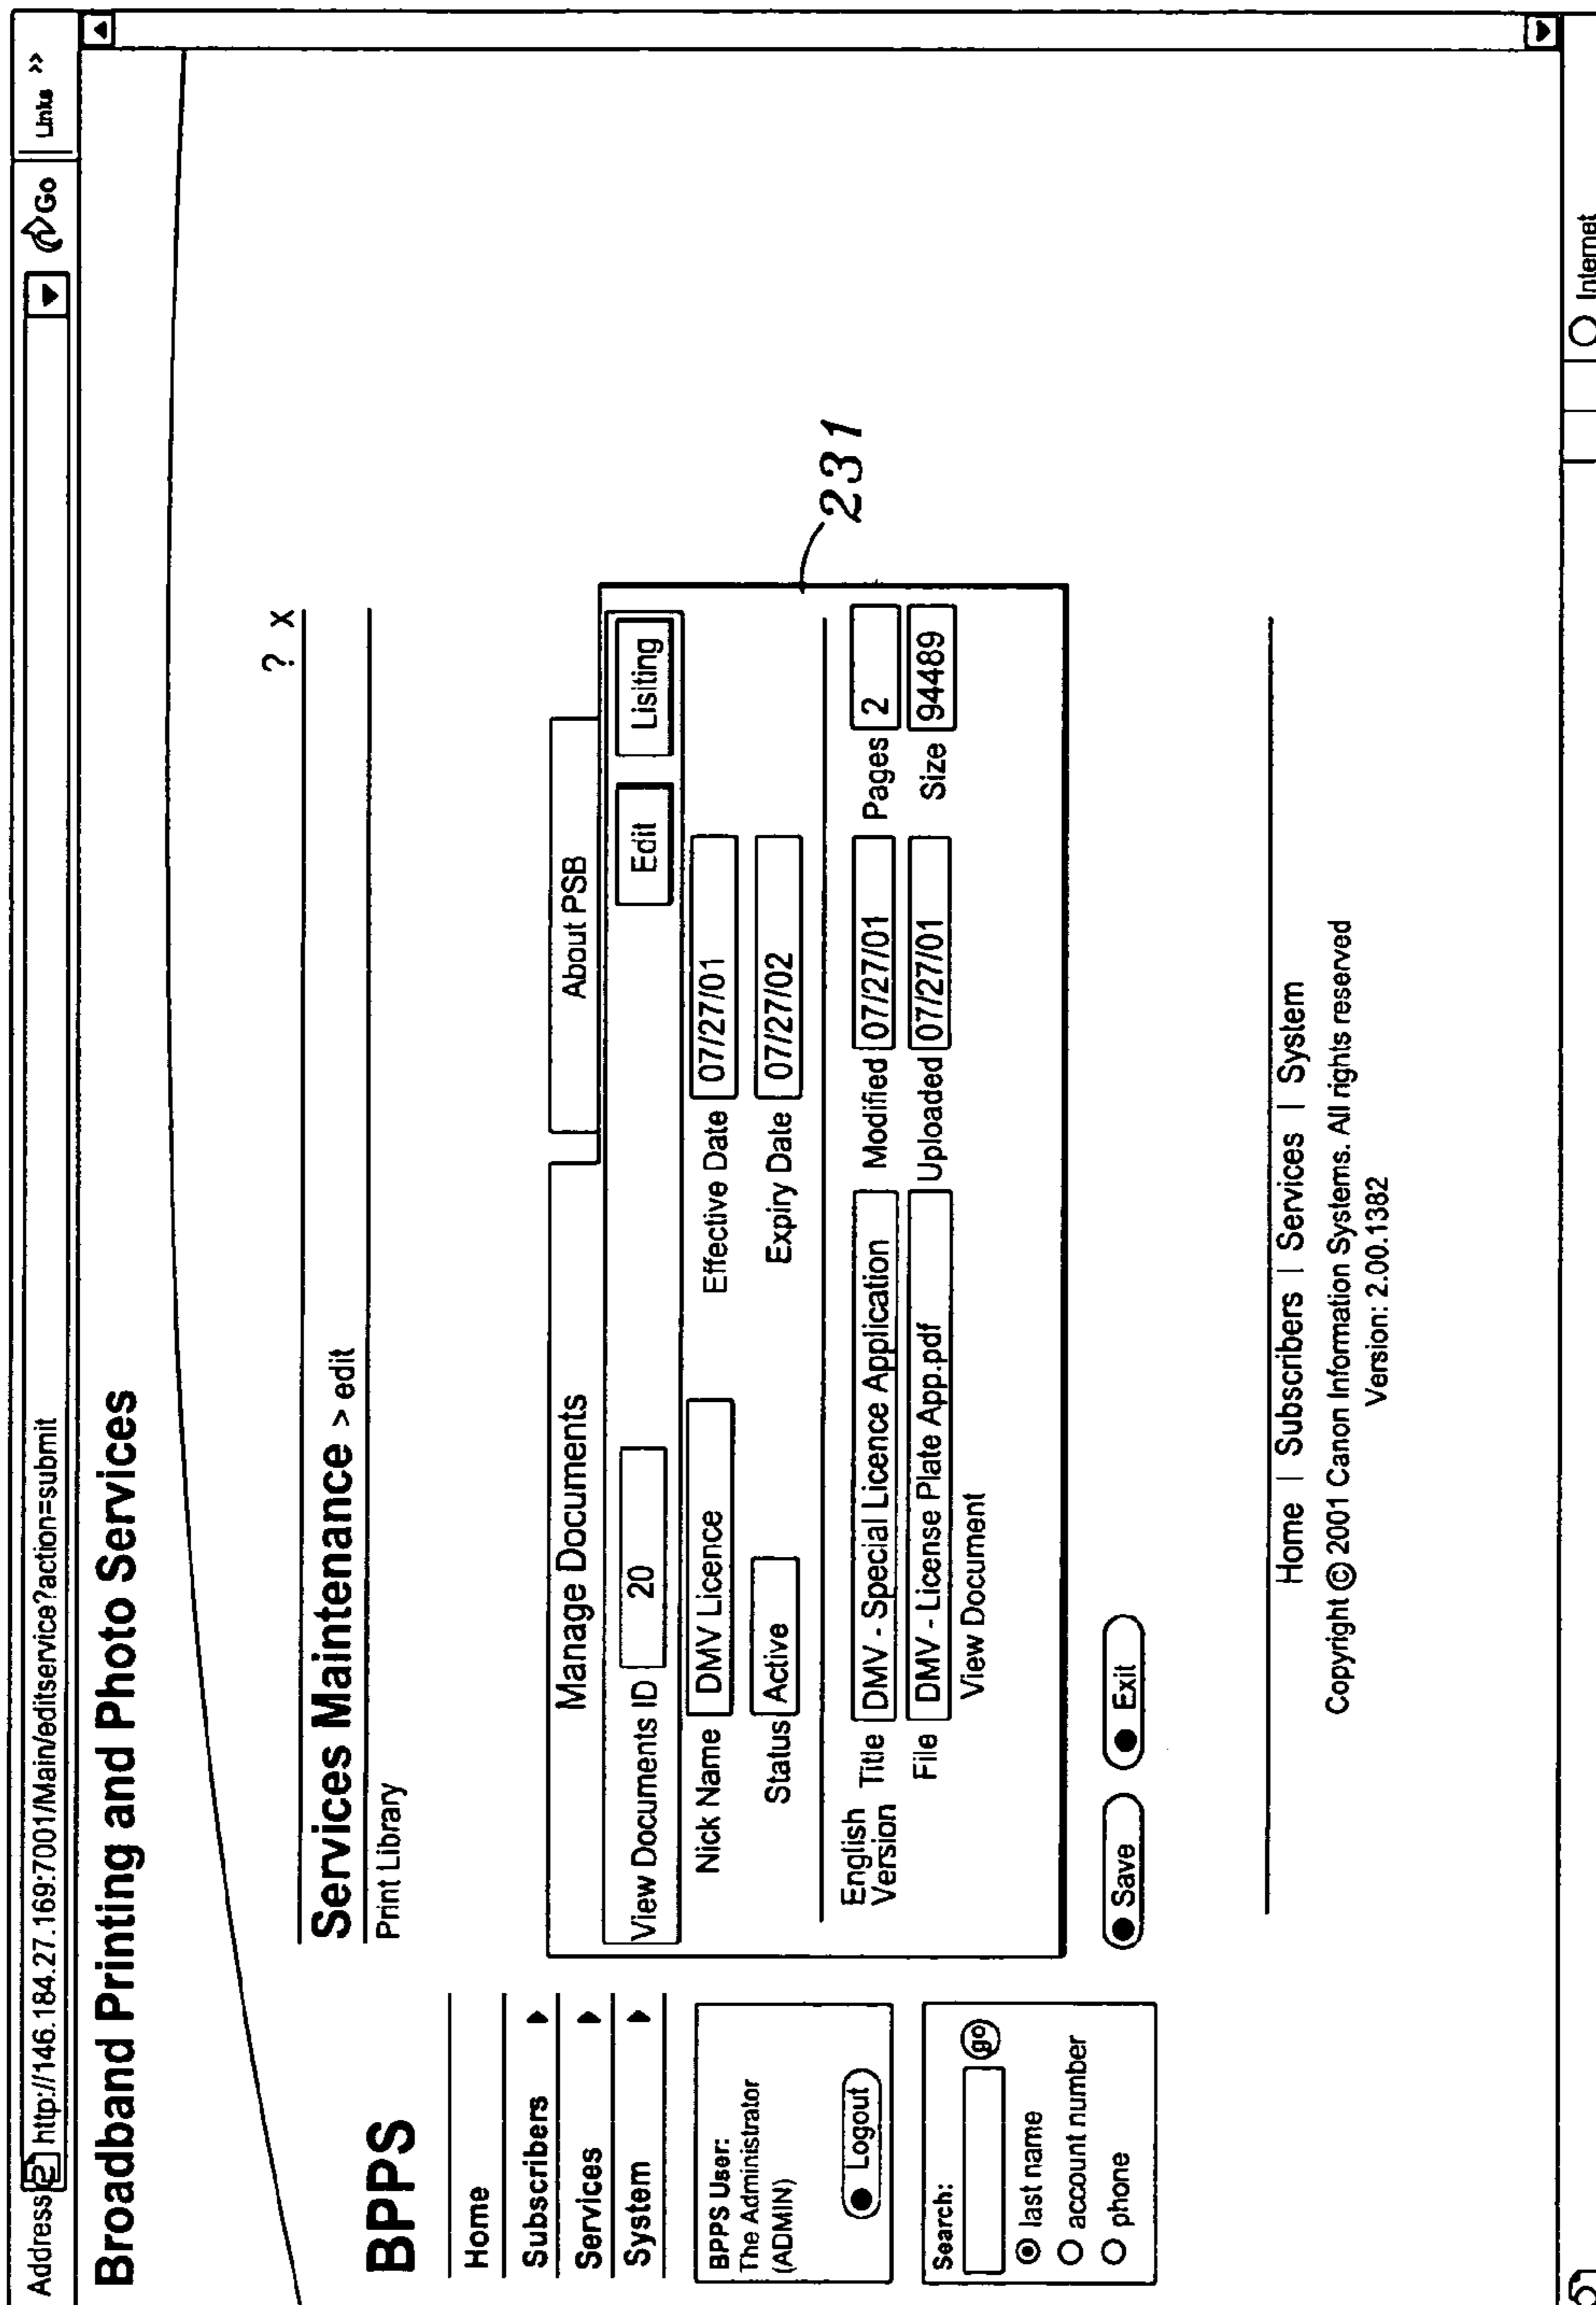 Address http://146.184.27.169:7001/Main/editservice?action=submit Go Links »
Broadband Printing and Photo Services
? x
BPPS
Home
Subscribers
Services
System
BPPS User:
The Administrator
(ADMIN)
Logout
Search:
go
last name
account number
phone
Services Maintenance > edit
Print Library
Manage Documents
About PSB
View Documents ID 20 Edit Lisiting
Nick Name DMV Licence Effective Date 07/27/01
Status Active Expiry Date 07/27/02
English Version Title DMV - Special Licence Application Modified 07/27/01 Pages 2
File DMV - License Plate App.pdf Uploaded 07/27/01 Size 94489
View Document
231
Save Exit
Home | Subscribers | Services | System
Copyright © 2001 Canon Information Systems. All rights reserved
Version: 2.00.1382
Internet